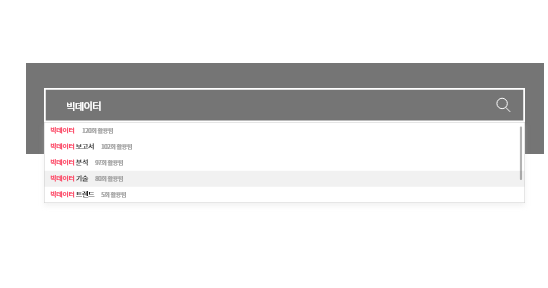 빅데이터
빅데이터 120회 활용됨
빅데이터 보고서 102회 활용됨
빅데이터 분석 97회 활용됨
빅데이터 기술 80회 활용됨
빅데이터 트렌드 5회 활용됨